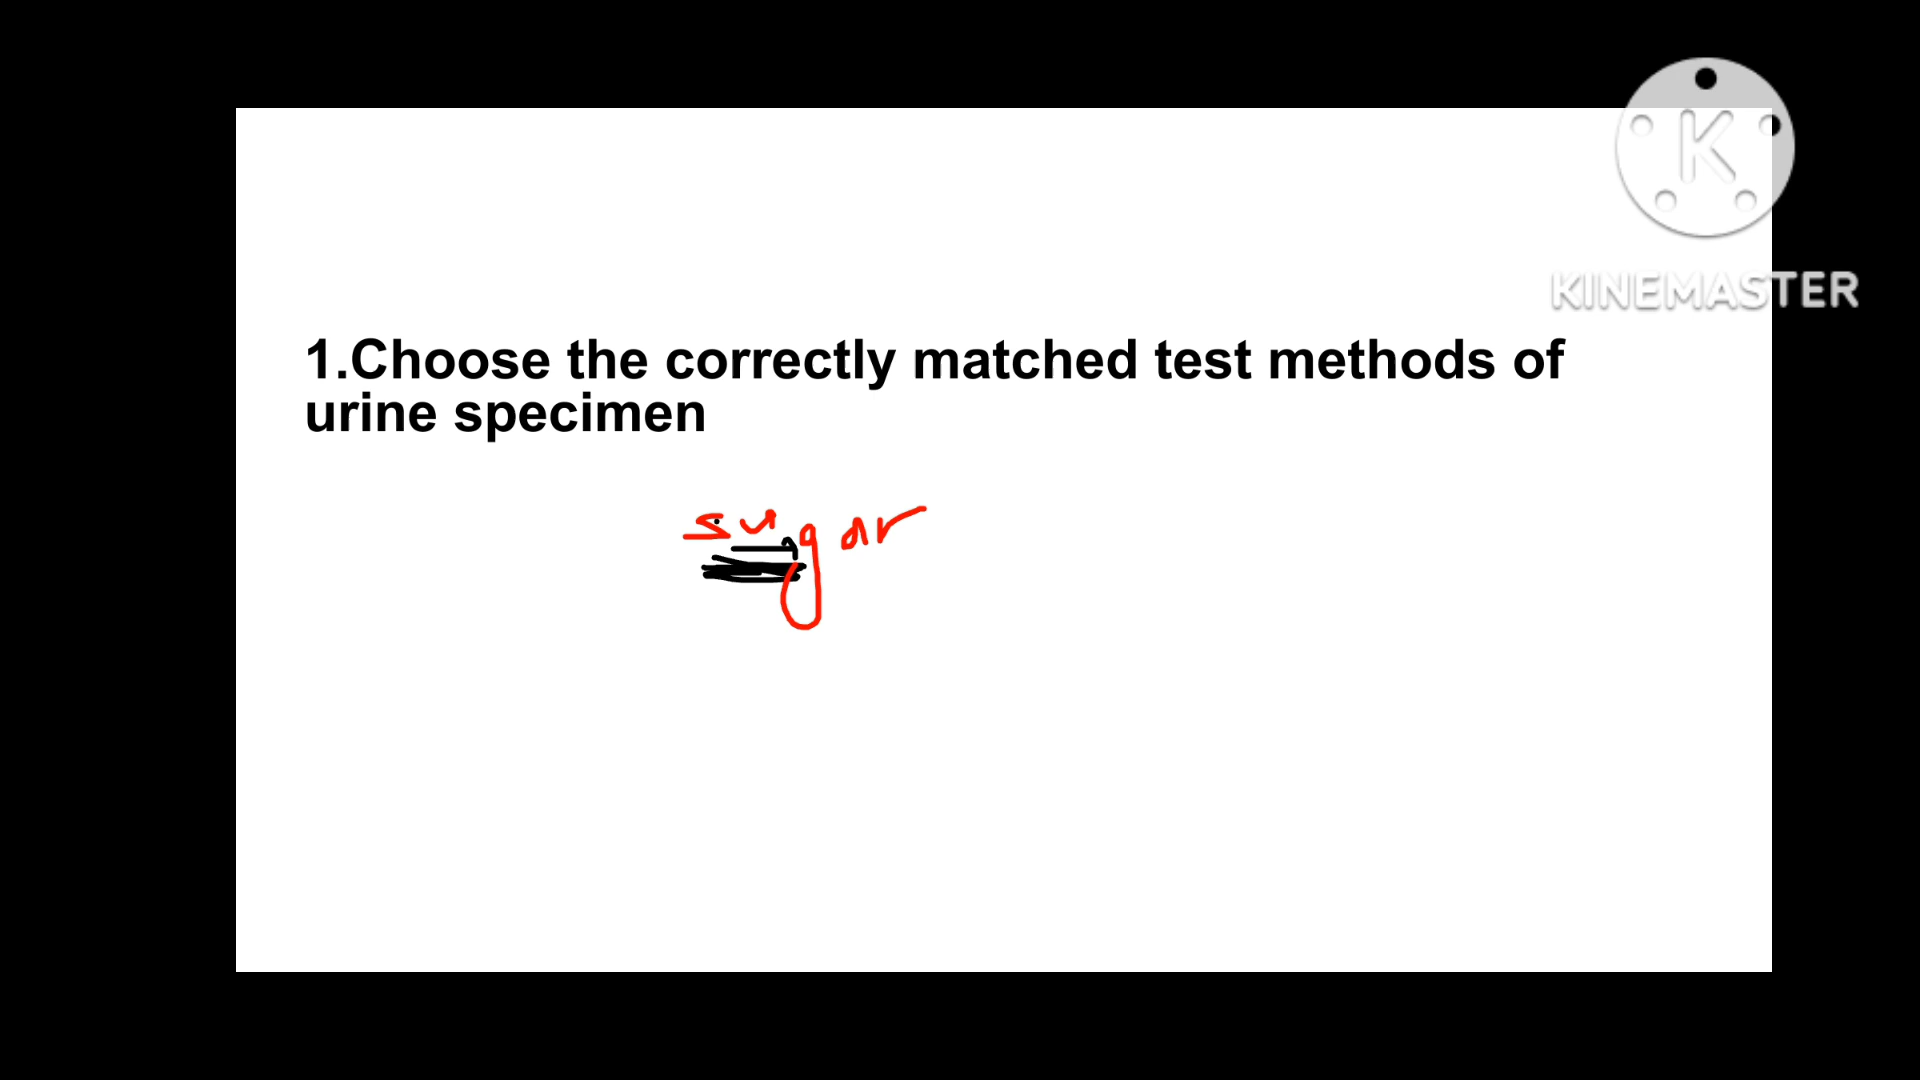 K
KINEMASTER
1.Choose the correctly matched test methods of
urine specimen
sugar